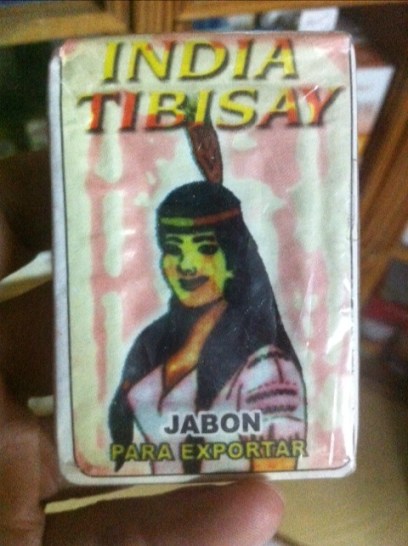 INDIA
TIBISAY
JABON
PARA EXPORTAR